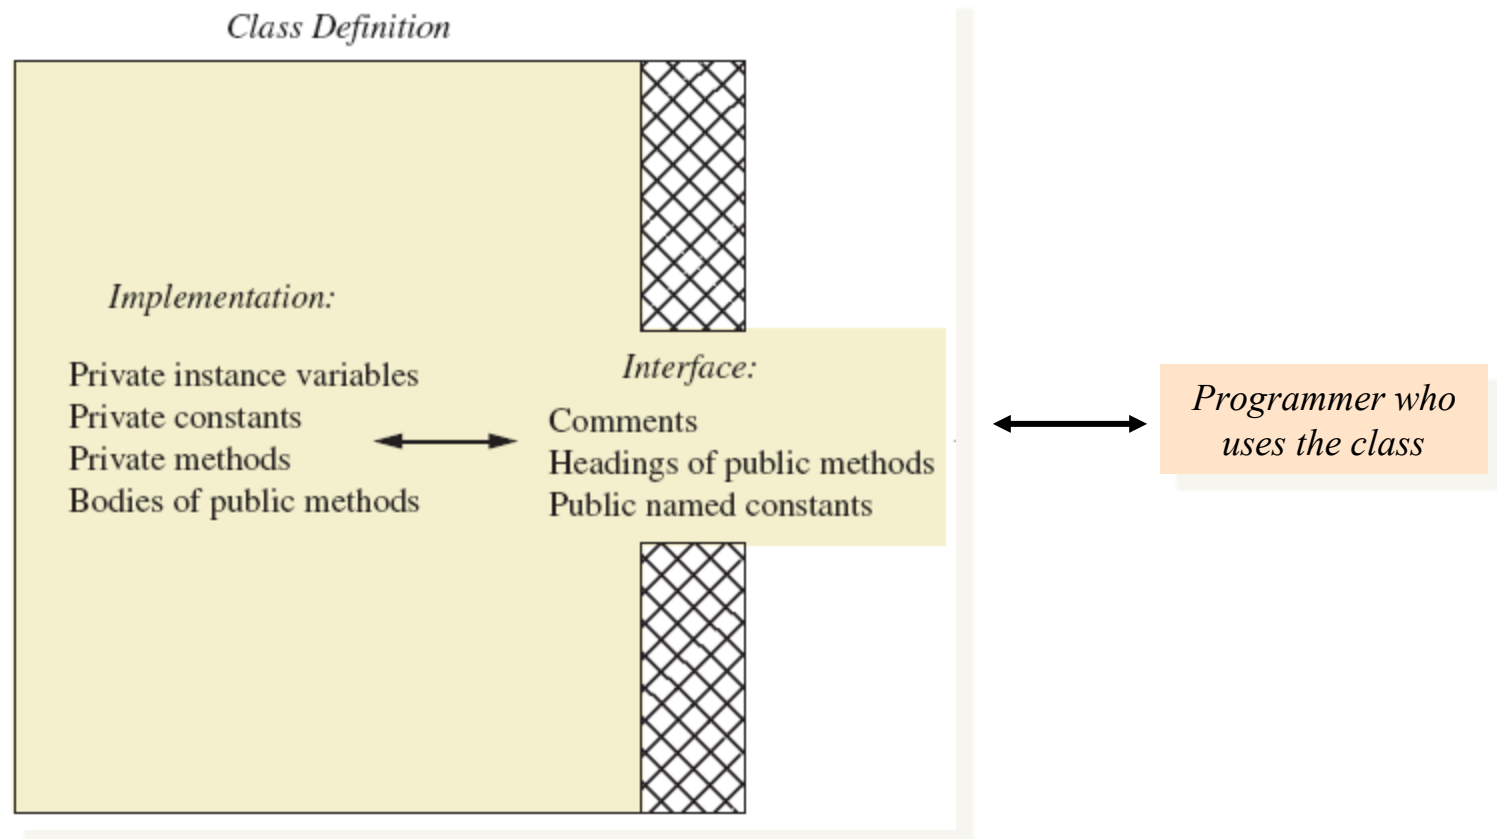 Class Definition
Implementation:
Private instance variables
Private constants
Private methods
Bodies of public methods
Interface:
Comments
Headings of public methods
Public named constants
Programmer who
uses the class